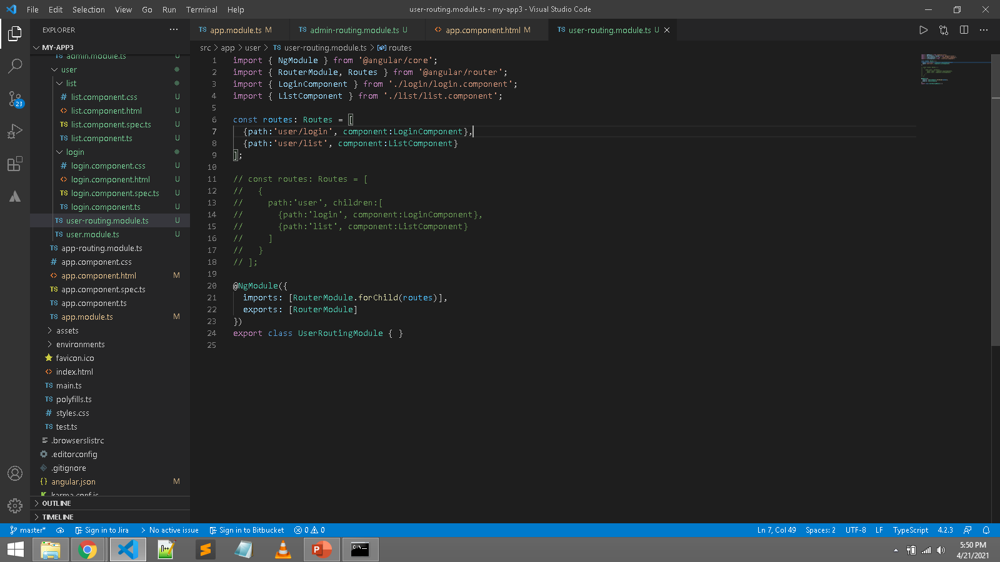 File Edit Selection View Go Run Terminal Help
user-routing.module.ts - my-app3 - Visual Studio Code
EXPLORER
MY-APP3
admin.module.ts U
user
list
list.component.css U
list.component.html U
list.component.spec.ts U
list.component.ts U
login
login.component.css U
login.component.html U
login.component.spec.ts U
login.component.ts U
user-routing.module.ts U
user.module.ts U
app-routing.module.ts
app.component.css
app.component.html M
app.component.spec.ts
app.component.ts
app.module.ts M
assets
environments
favicon.ico
index.html
main.ts
polyfills.ts
styles.css
test.ts
.browserslistrc
.editorconfig
.gitignore
angular.json M
karma.conf.js
OUTLINE
TIMELINE
23
app.module.ts M
admin-routing.module.ts U
app.component.html M
user-routing.module.ts U
src > app > user > TS user-routing.module.ts > routes
1 import { NgModule } from '@angular/core';
2 import { RouterModule, Routes } from '@angular/router';
3 import { LoginComponent } from './login/login.component';
4 import { ListComponent } from './list/list.component';
5
6 const routes: Routes = [
7 {path:'user/login', component:LoginComponent},
8 {path:'user/list', component:ListComponent}
9 ];
10
11 // const routes: Routes = [
12 // {
13 // path:'user', children:[
14 // {path:'login', component:LoginComponent},
15 // {path:'list', component:ListComponent}
16 // ]
17 // }
18 // ];
19
20 @NgModule({
21 imports: [RouterModule.forChild(routes)],
22 exports: [RouterModule]
23 })
24 export class UserRoutingModule { }
25
master* Sign in to Jira No active issue Sign in to Bitbucket 0 0
Ln 7, Col 49 Spaces: 2 UTF-8 LF TypeScript 4.2.3
5:50 PM
4/21/2021